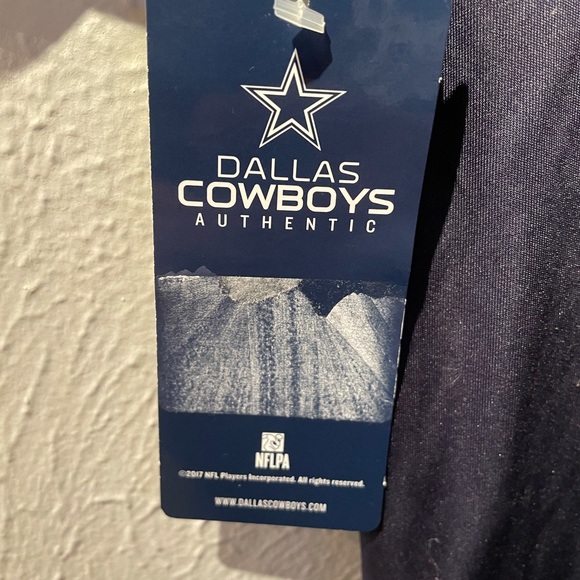 DALLAS
COWBOYS
AUTHENTIC
NFLPA
©2017 NFL Players Incorporated. All rights reserved.
WWW.DALLASCOWBOYS.COM